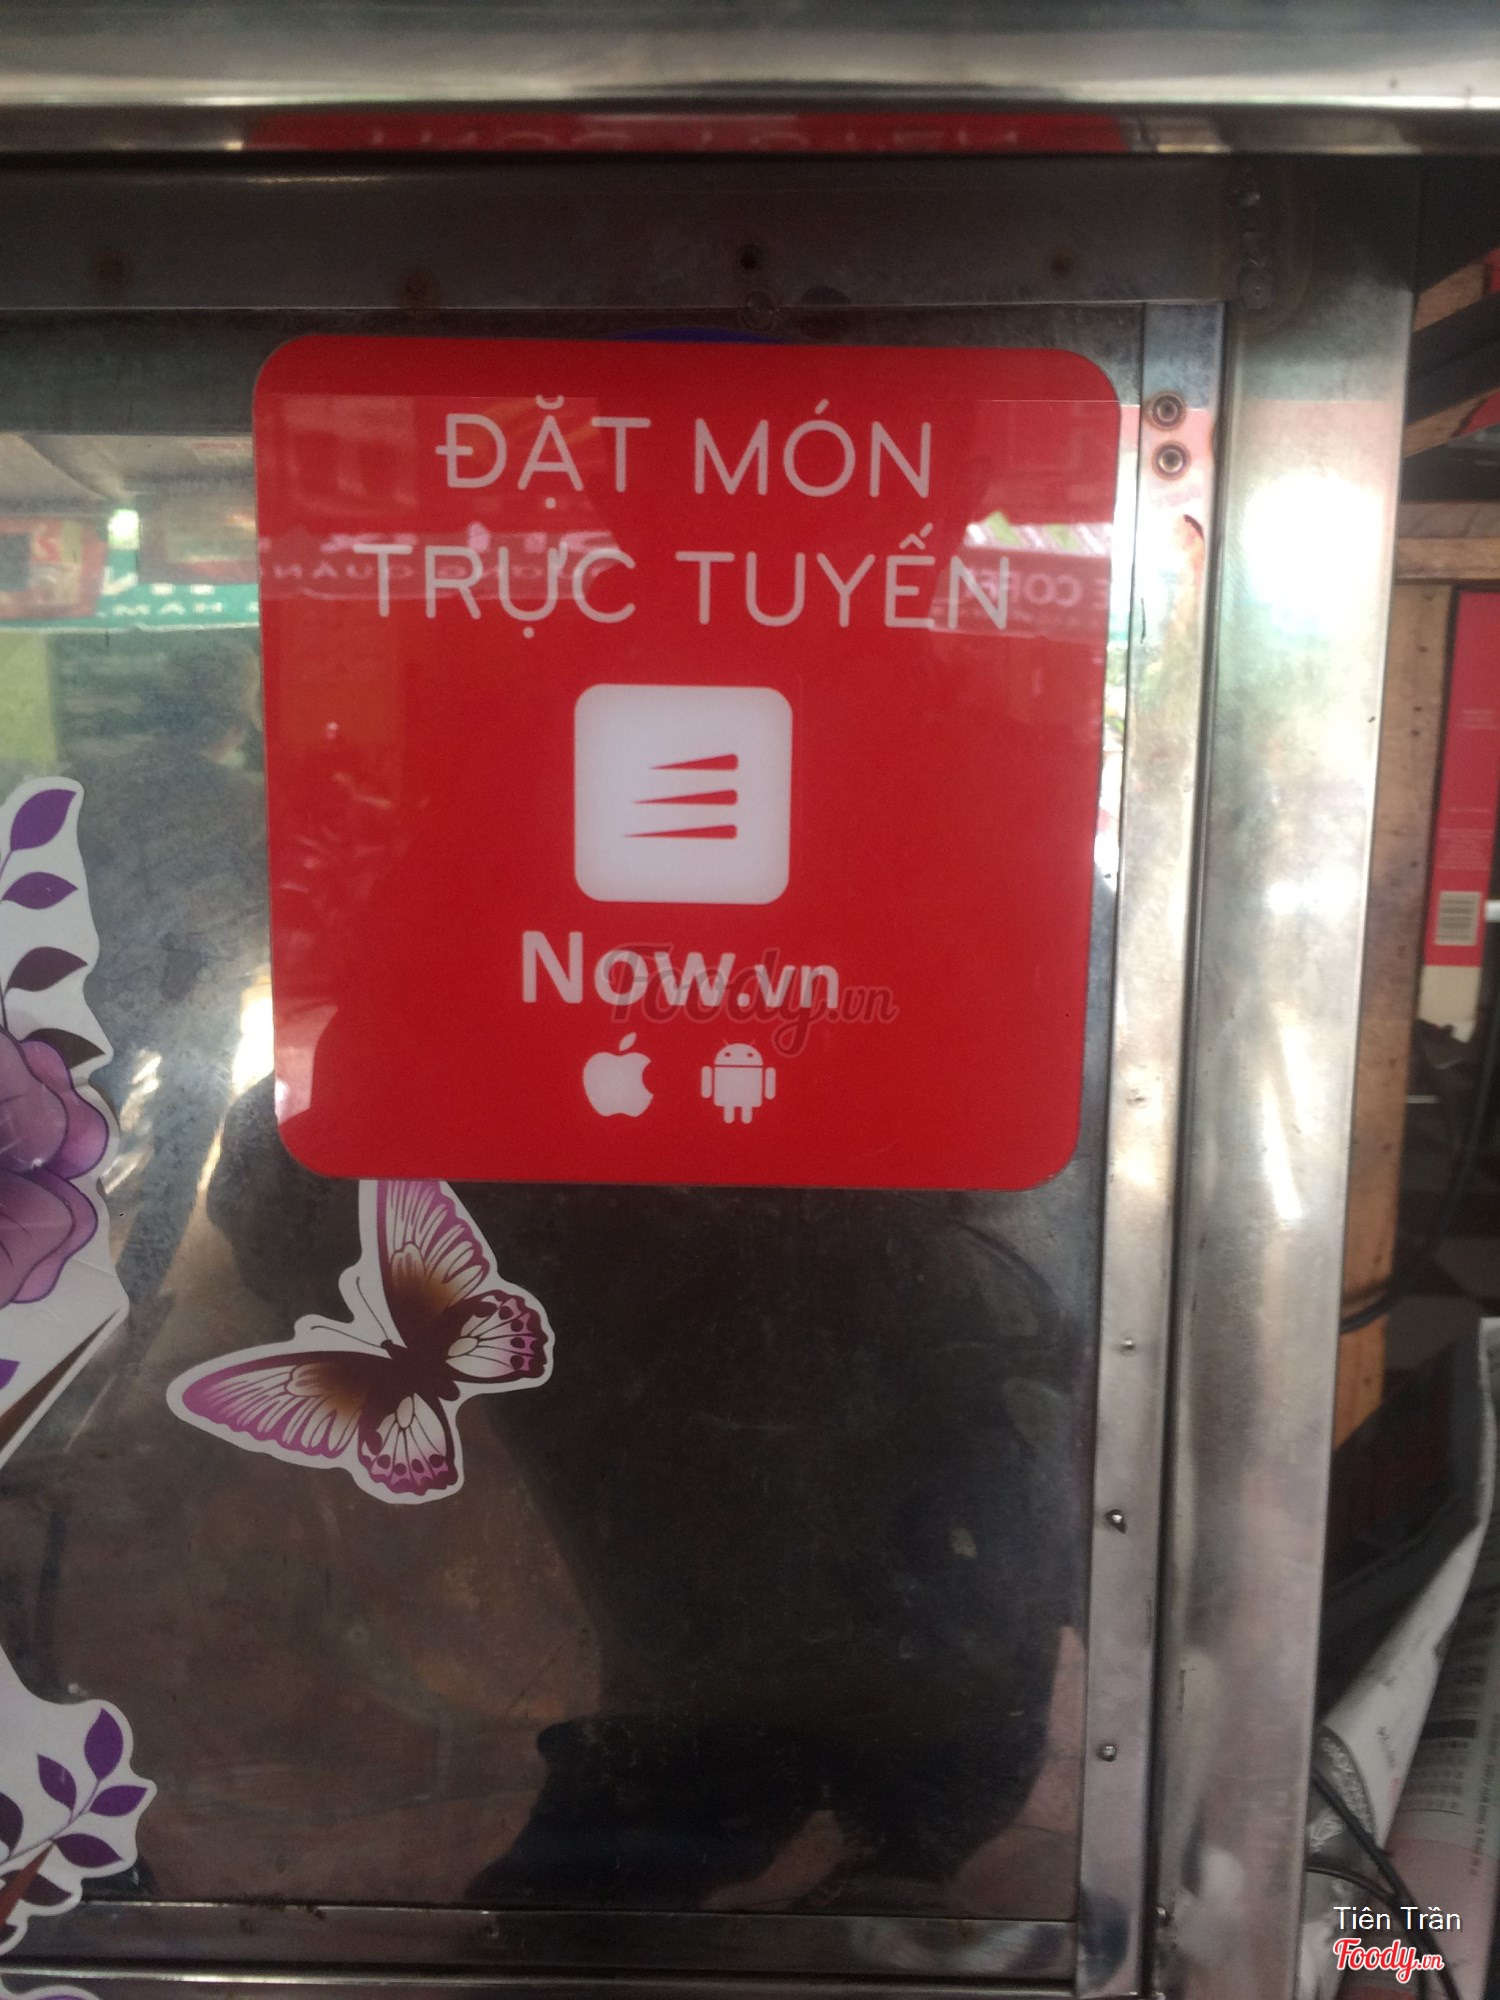 ĐẶT MÓN
TRỰC TUYẾN
Now.vn
Foody.vn
Tiên Trần
Foody.vn